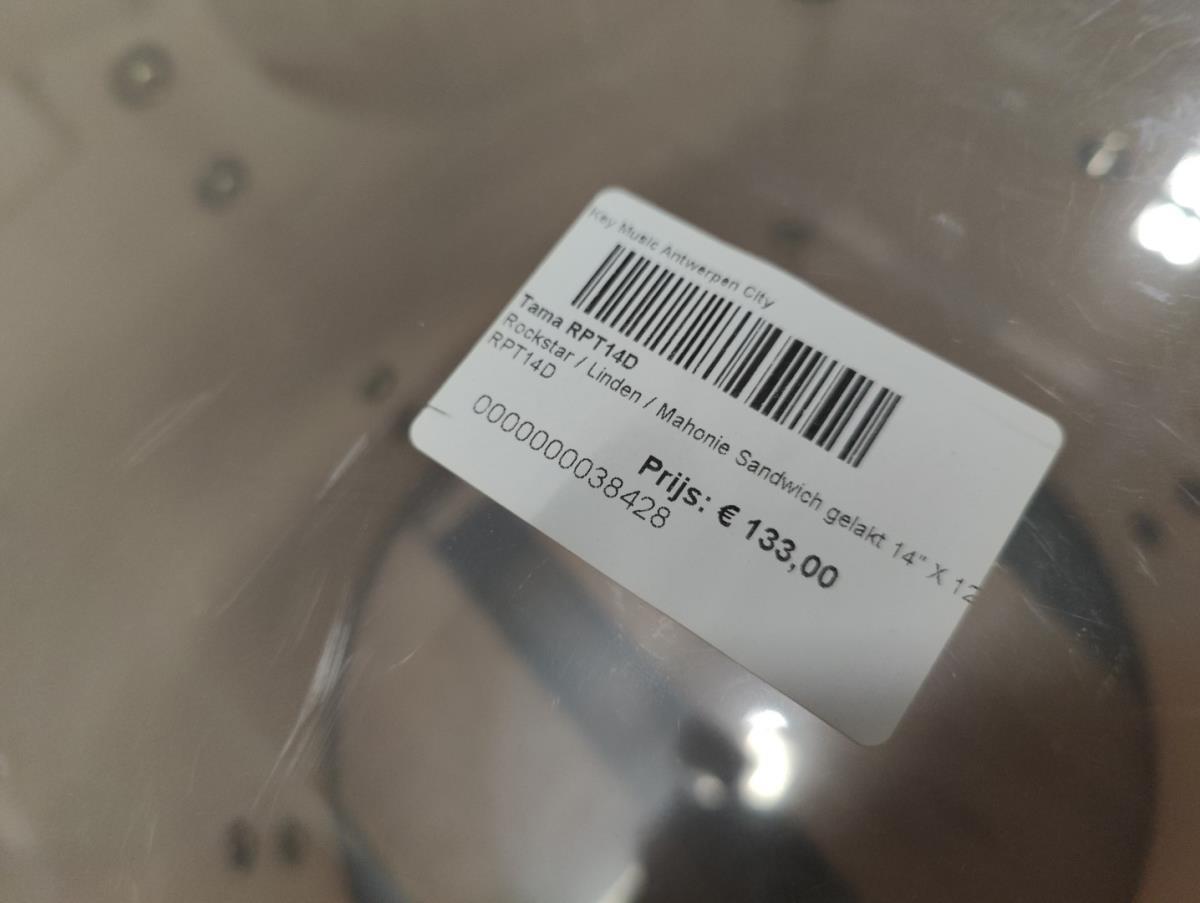 Key Music Antwerpen City
Tama RPT14D
Rockstar / Linden / Mahonie Sandwich gelakt 14" X 12
RPT14D
Prijs: € 133,00
0000000038428